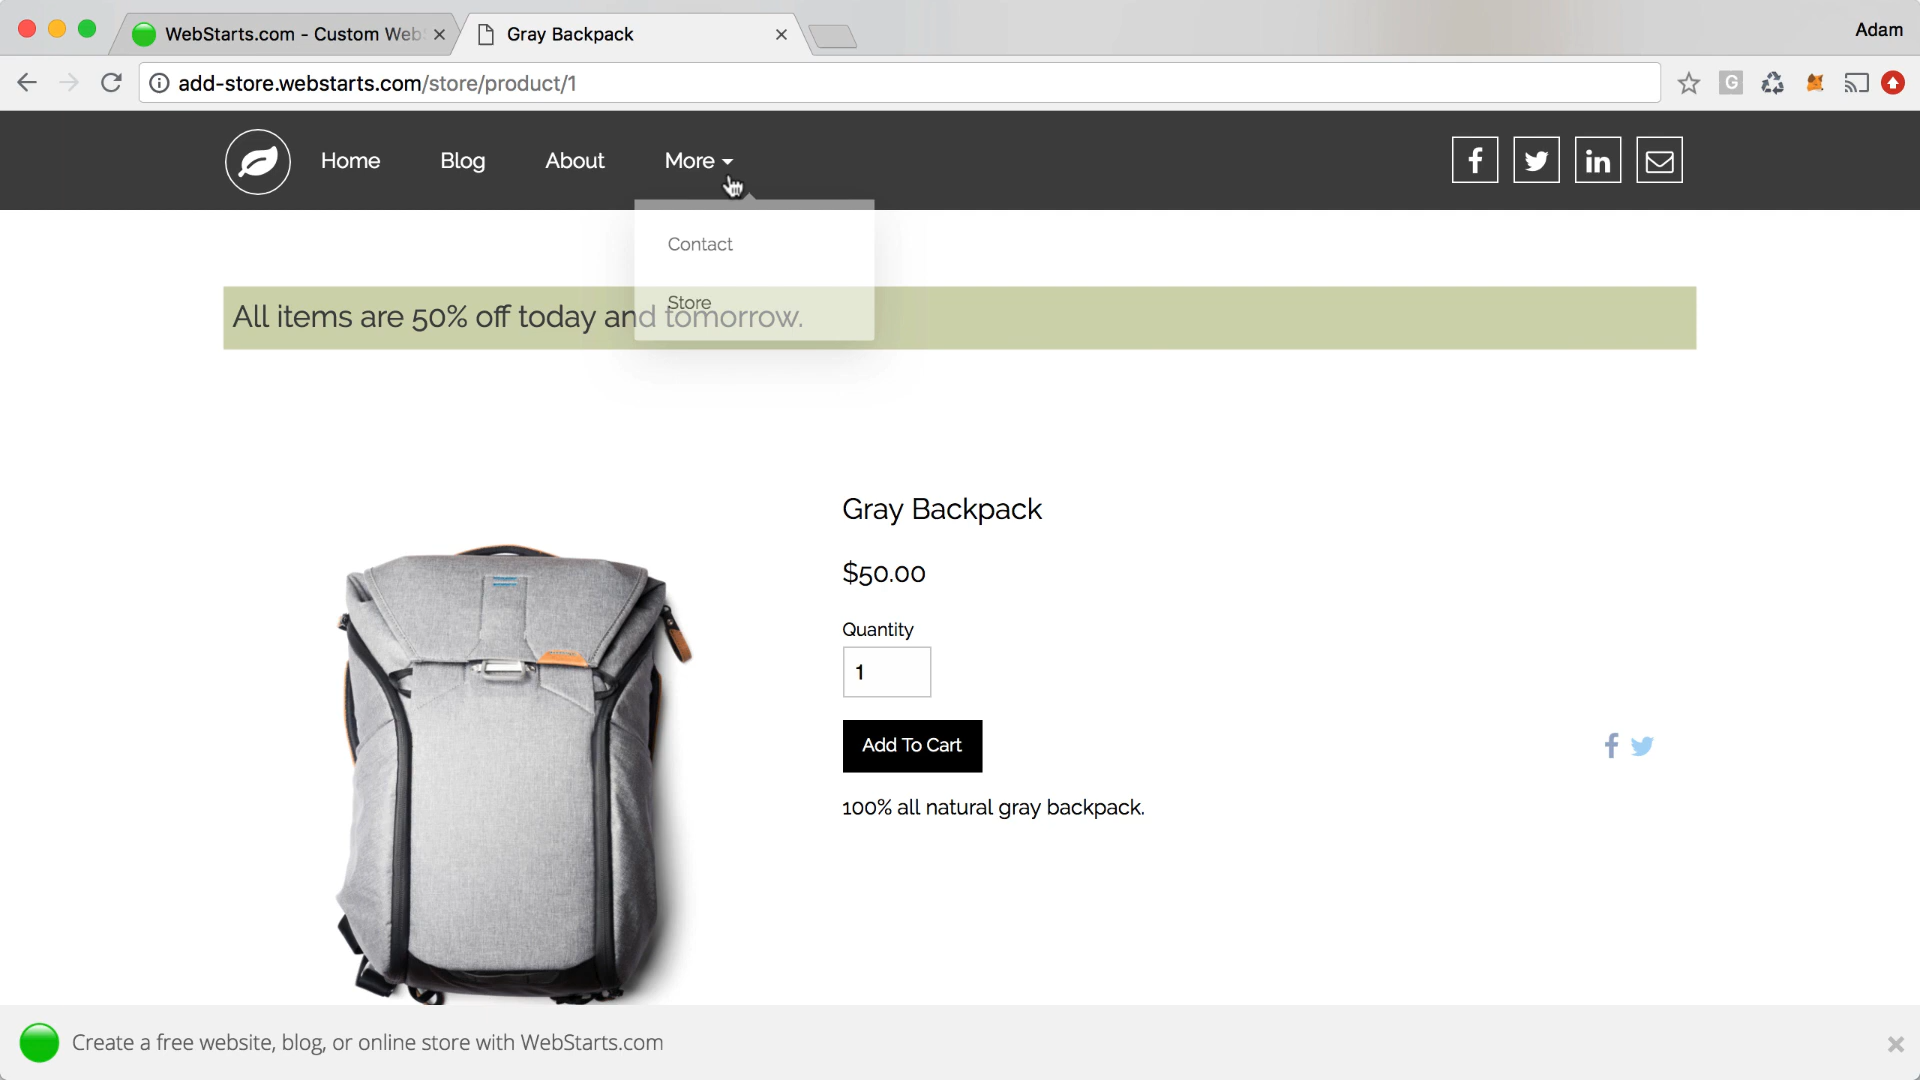 WebStarts.com - Custom Web
Gray Backpack
Adam
add-store.webstarts.com/store/product/1
G
Home
Blog
About
More
Contact
Store
All items are 50% off today and tomorrow.
Gray Backpack
$50.00
Quantity
1
Add To Cart
100% all natural gray backpack.
Create a free website, blog, or online store with WebStarts.com